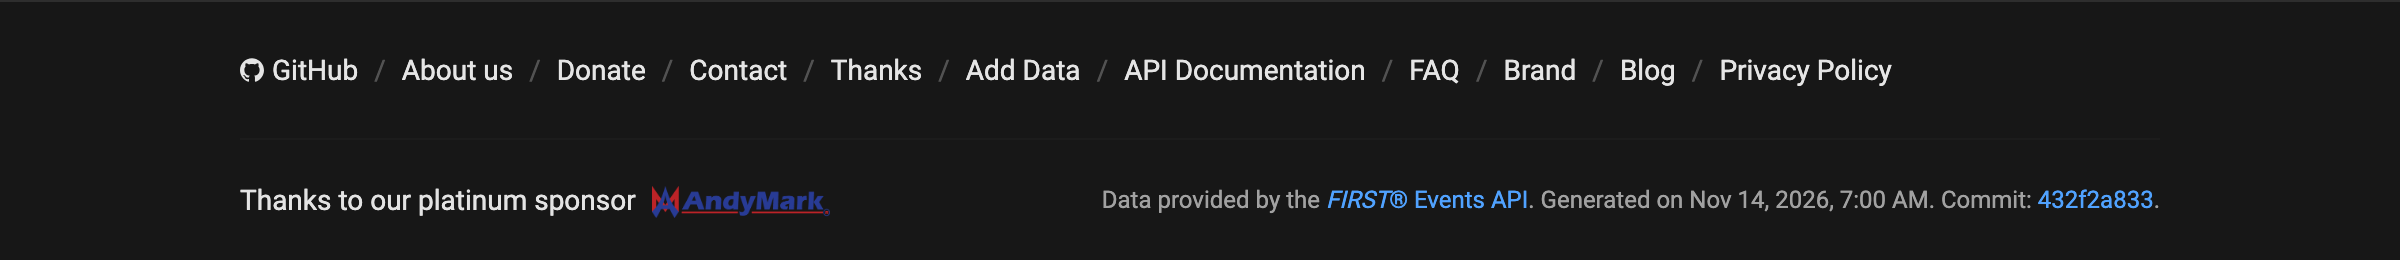 GitHub / About us / Donate / Contact / Thanks / Add Data / API Documentation / FAQ / Brand / Blog / Privacy Policy
Thanks to our platinum sponsor AndyMark®
Data provided by the FIRST® Events API. Generated on Nov 14, 2026, 7:00 AM. Commit: 432f2a833.